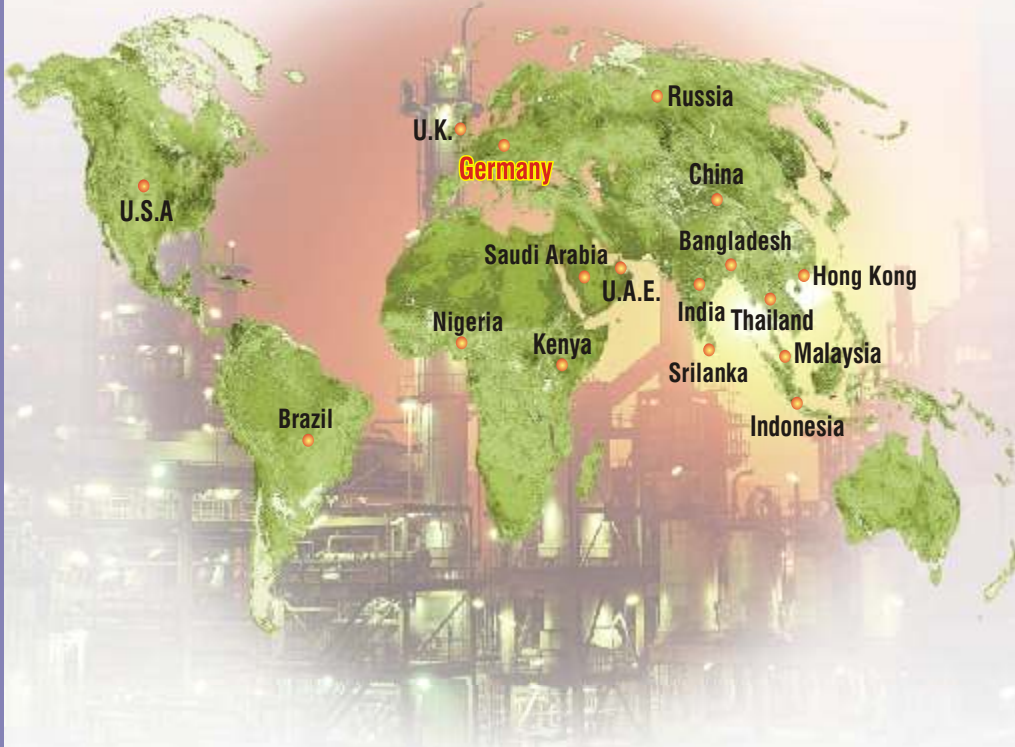 Russia
U.K.
Germany
China
U.S.A
Bangladesh
Saudi Arabia
Hong Kong
U.A.E.
India
Thailand
Nigeria
Kenya
Malaysia
Srilanka
Brazil
Indonesia